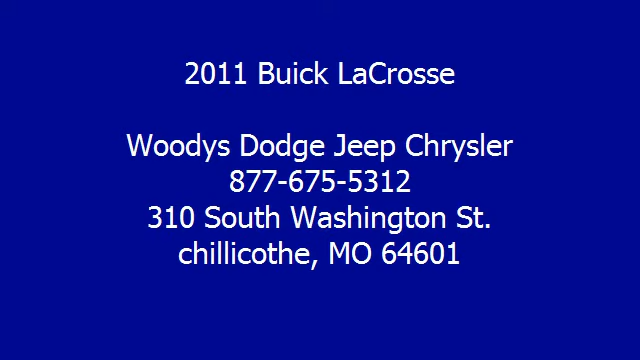 2011 Buick LaCrosse
Woodys Dodge Jeep Chrysler
877-675-5312
310 South Washington St.
chillicothe, MO 64601